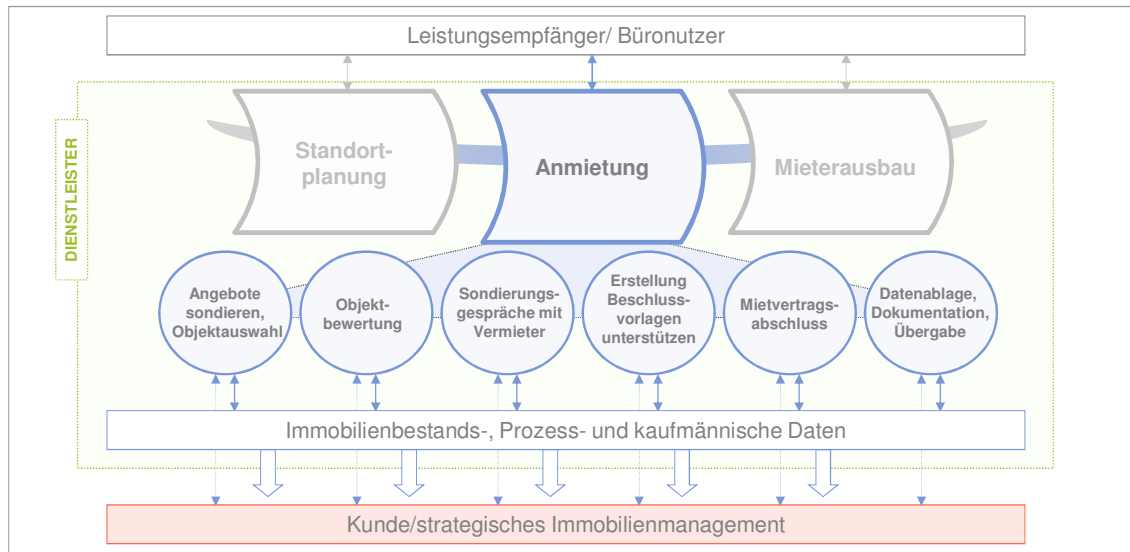 Leistungsempfänger/ Büronutzer
DIENSTLEISTER
Standort-
planung
Anmietung
Mieterausbau
Angebote
sondieren,
Objektauswahl
Objekt-
bewertung
Sondierungs-
gespräche mit
Vermieter
Erstellung
Beschluss-
vorlagen
unterstützen
Mietvertrags-
abschluss
Datenablage,
Dokumentation,
Übergabe
Immobilienbestands-, Prozess- und kaufmännische Daten
Kunde/strategisches Immobilienmanagement